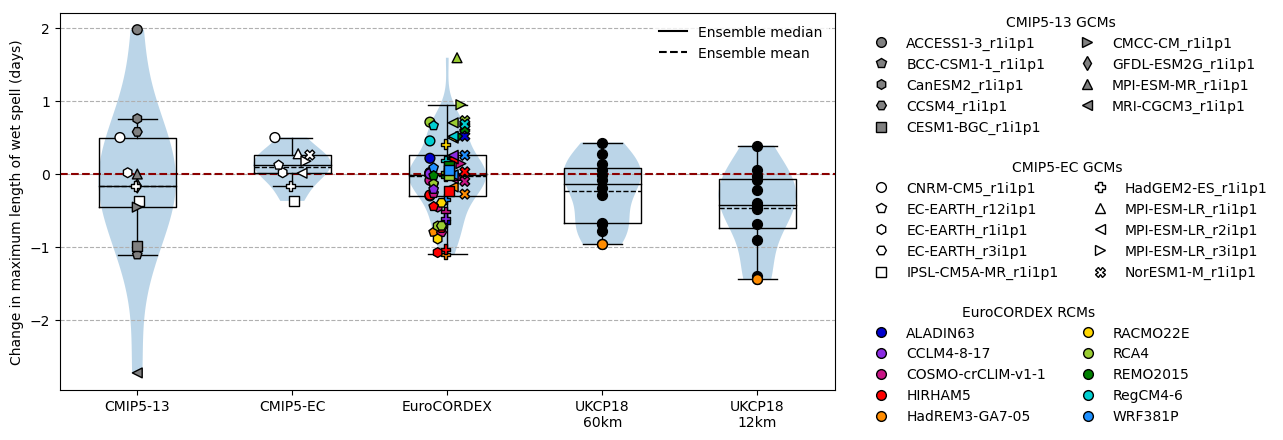 Change in maximum length of wet spell (days)
2
1
0
−1
−2
CMIP5-13
CMIP5-EC
EuroCORDEX
UKCP18
60km
UKCP18
12km
Ensemble median
Ensemble mean
CMIP5-13 GCMs
ACCESS1-3_r1i1p1
BCC-CSM1-1_r1i1p1
CanESM2_r1i1p1
CCSM4_r1i1p1
CESM1-BGC_r1i1p1
CMCC-CM_r1i1p1
GFDL-ESM2G_r1i1p1
MPI-ESM-MR_r1i1p1
MRI-CGCM3_r1i1p1
CMIP5-EC GCMs
CNRM-CM5_r1i1p1
EC-EARTH_r12i1p1
EC-EARTH_r1i1p1
EC-EARTH_r3i1p1
IPSL-CM5A-MR_r1i1p1
HadGEM2-ES_r1i1p1
MPI-ESM-LR_r1i1p1
MPI-ESM-LR_r2i1p1
MPI-ESM-LR_r3i1p1
NorESM1-M_r1i1p1
EuroCORDEX RCMs
ALADIN63
CCLM4-8-17
COSMO-crCLIM-v1-1
HIRHAM5
HadREM3-GA7-05
RACMO22E
RCA4
REMO2015
RegCM4-6
WRF381P